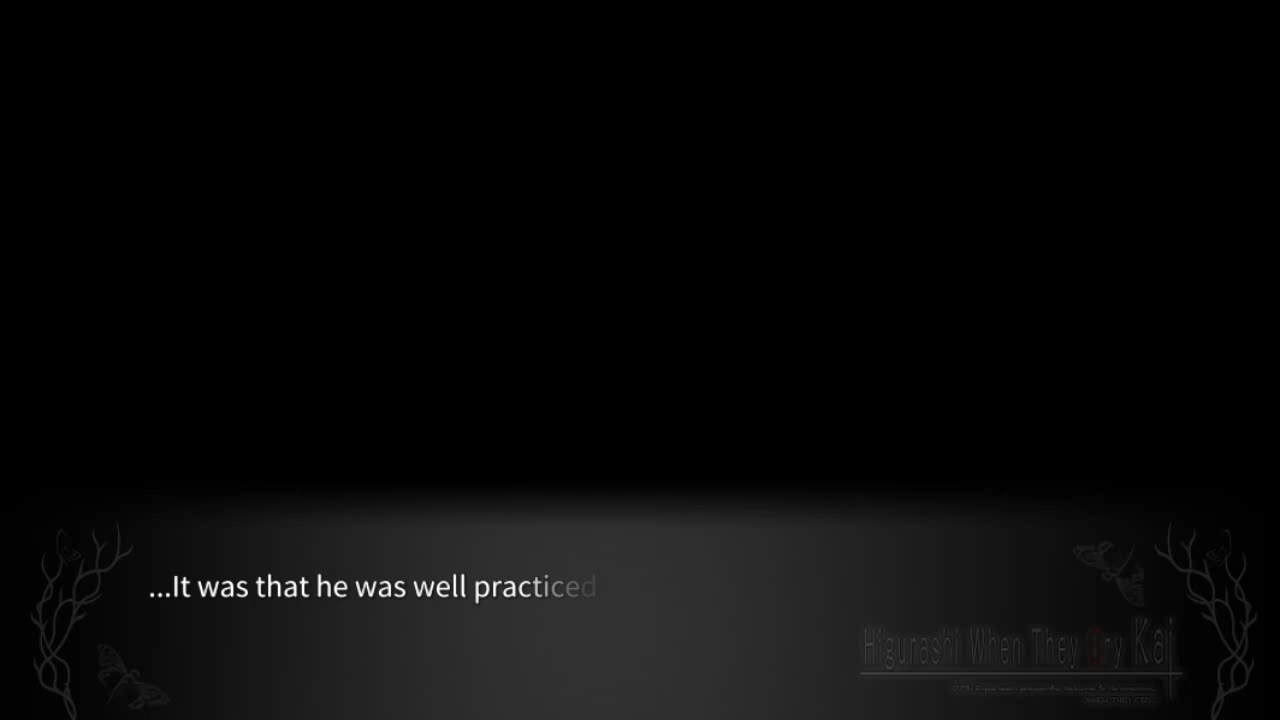 ...It was that he was well practiced
Higurashi When They Cry Kai